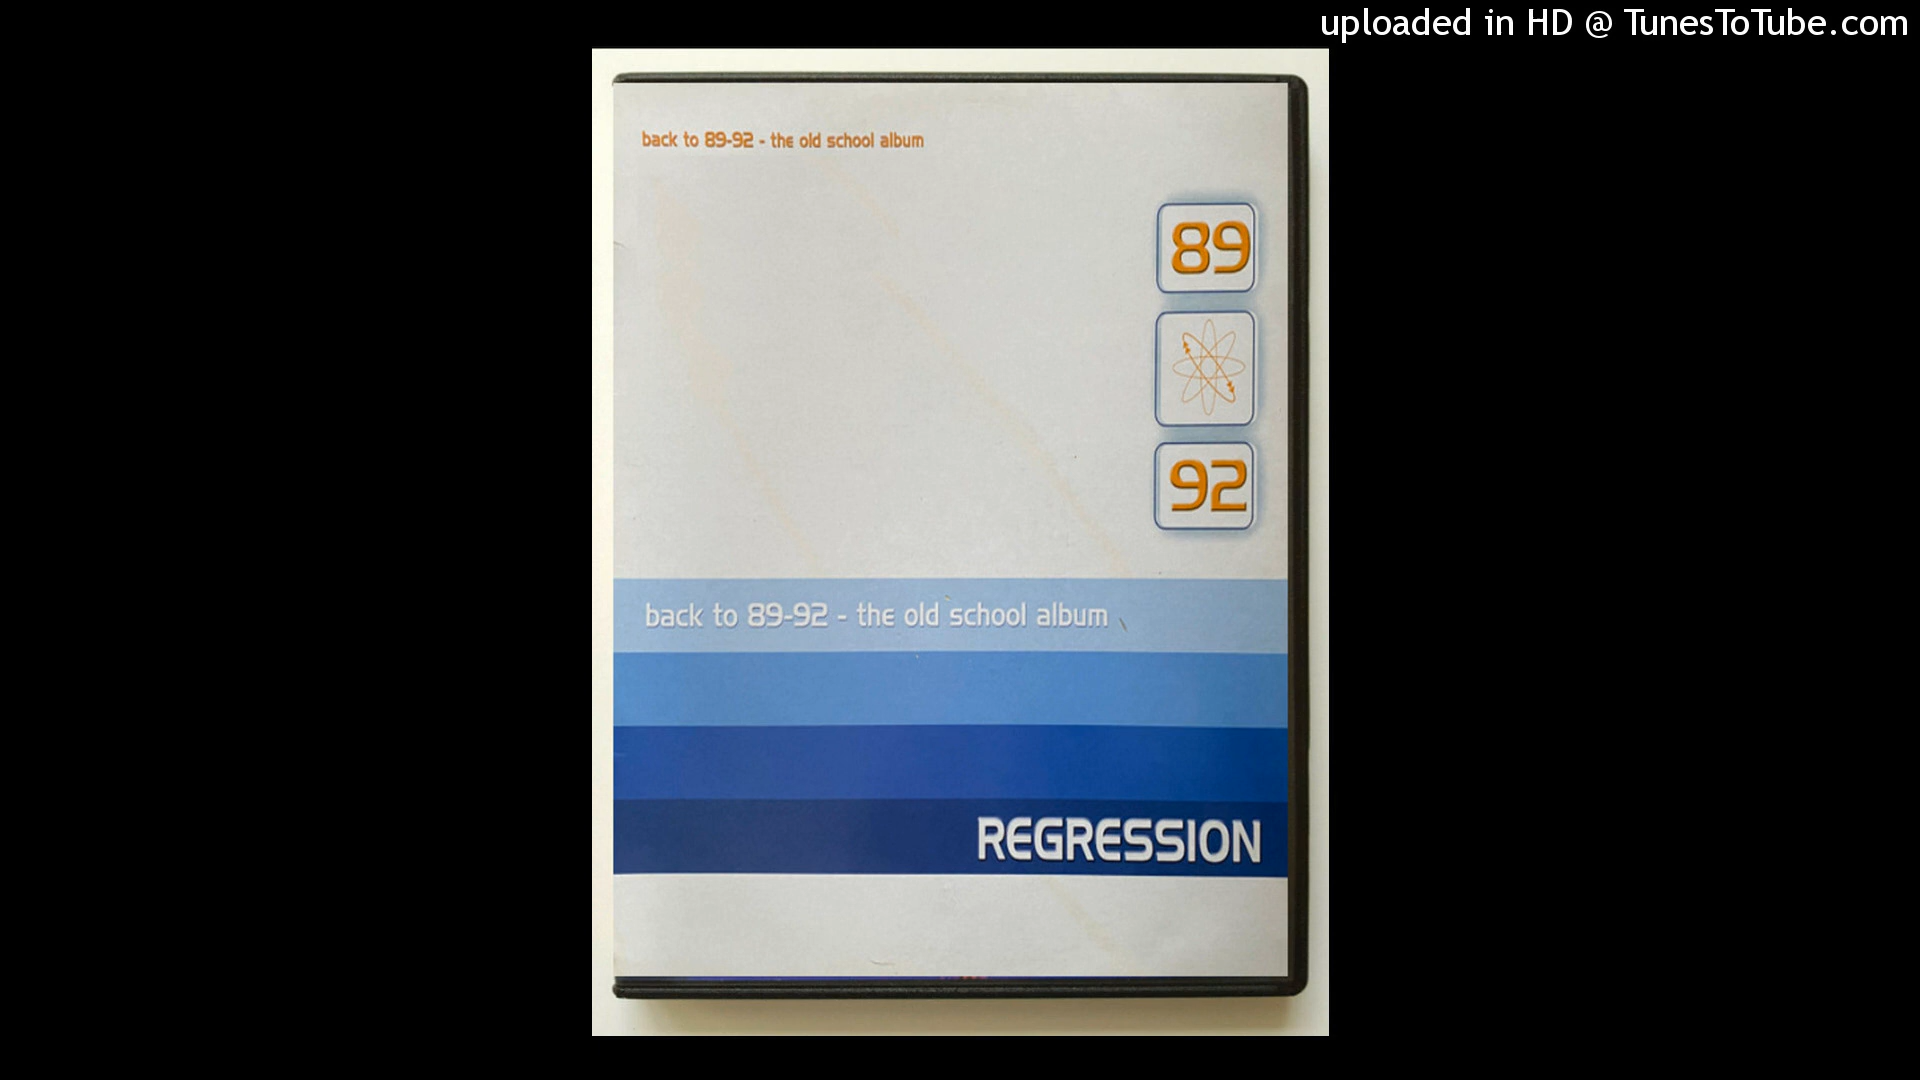 uploaded in HD @ TunesToTube.com
back to 89-92 - the old school album
89
92
back to 89-92 - the old school album
REGRESSION